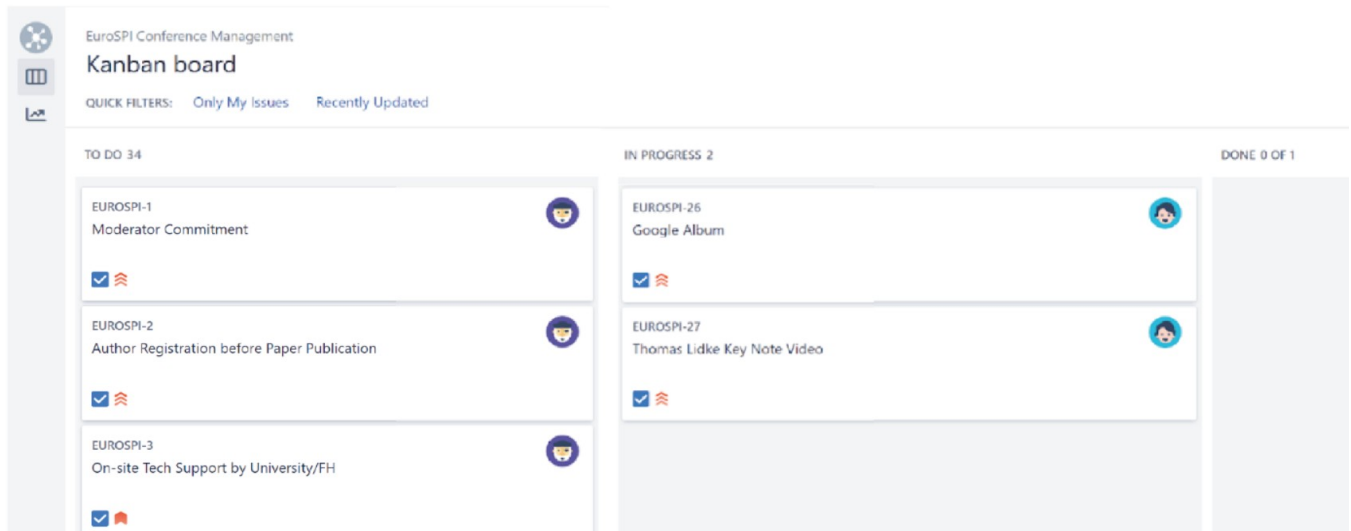 EuroSPI Conference Management
Kanban board
QUICK FILTERS: Only My Issues Recently Updated
TO DO 34
IN PROGRESS 2
DONE 0 OF 1
EUROSPI-1
Moderator Commitment
EUROSPI-2
Author Registration before Paper Publication
EUROSPI-3
On-site Tech Support by University/FH
EUROSPI-26
Google Album
EUROSPI-27
Thomas Lidke Key Note Video